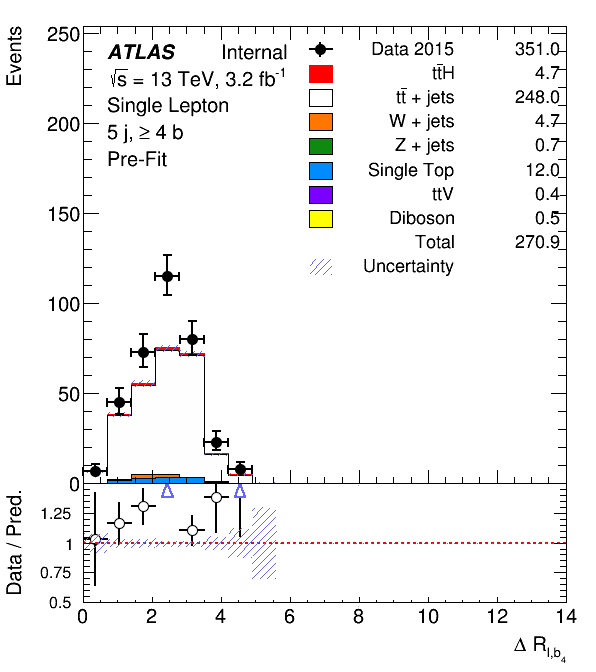 Events
250
200
150
100
50
0
ATLAS Internal
√s = 13 TeV, 3.2 fb⁻¹
Single Lepton
5 j, ≥ 4 b
Pre-Fit
Data 2015 351.0
tt̄H 4.7
tt̄ + jets 248.0
W + jets 4.7
Z + jets 0.7
Single Top 12.0
ttV 0.4
Diboson 0.5
Total 270.9
Uncertainty
Data / Pred.
1.25
1
0.75
0.5
0 2 4 6 8 10 12 14
Δ R_{l,b_4}